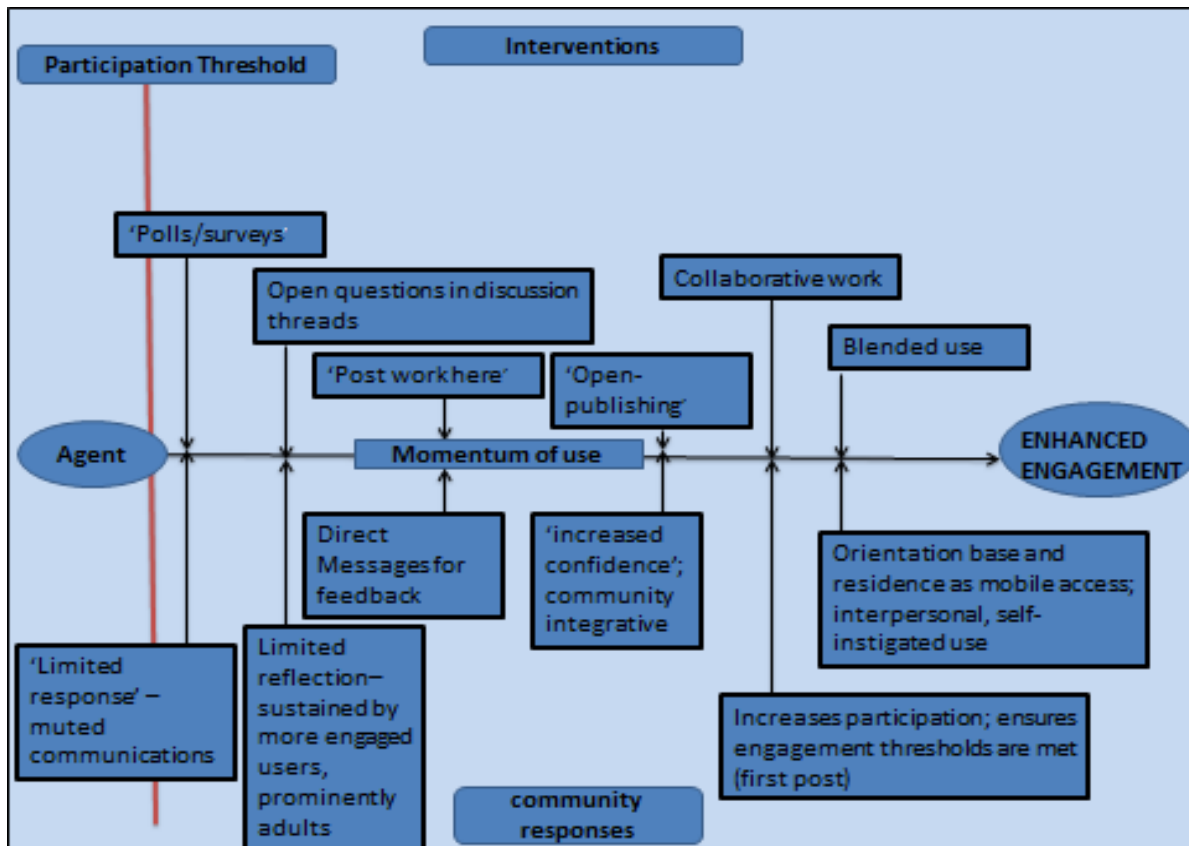 Interventions
Participation Threshold
‘Polls/surveys’
Open questions in discussion
threads
Collaborative work
Blended use
‘Post work here’
‘Open-
publishing’
Agent
Momentum of use
ENHANCED
ENGAGEMENT
Direct
Messages for
feedback
‘increased
confidence’;
community
integrative
Orientation base and
residence as mobile access;
interpersonal, self-
instigated use
‘Limited
response’ –
muted
communications
Limited
reflection–
sustained by
more engaged
users,
prominently
adults
Increases participation; ensures
engagement thresholds are met
(first post)
community
responses